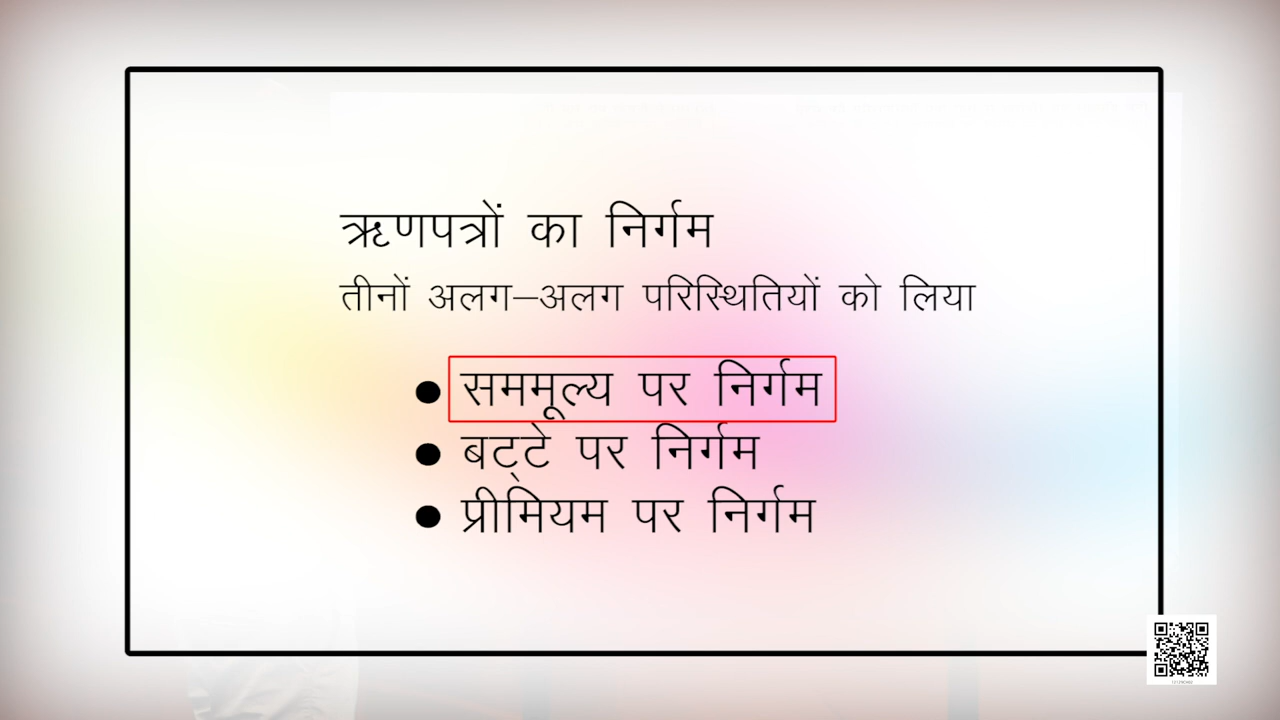 ऋणपत्रों का निर्गम
तीनों अलग–अलग परिस्थितियों को लिया
● सममूल्य पर निर्गम
● बट्टे पर निर्गम
● प्रीमियम पर निर्गम